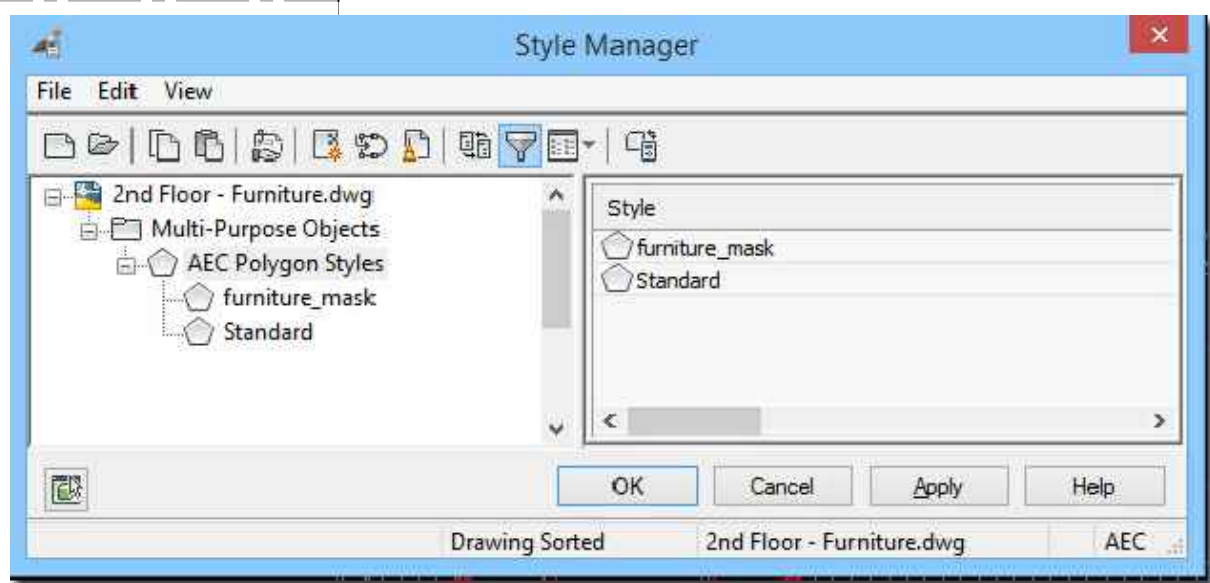 Style Manager
File Edit View
2nd Floor - Furniture.dwg
Multi-Purpose Objects
AEC Polygon Styles
furniture_mask
Standard
Style
furniture_mask
Standard
OK Cancel Apply Help
Drawing Sorted 2nd Floor - Furniture.dwg AEC